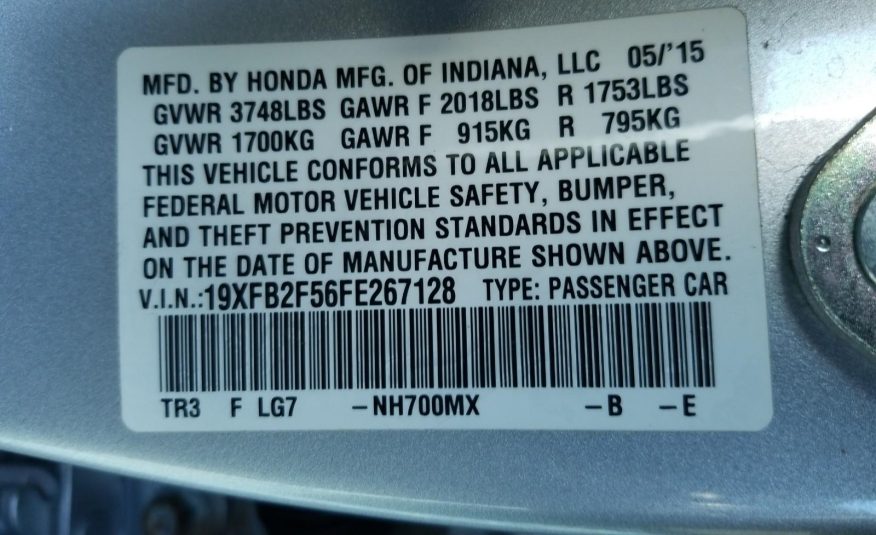 MFD. BY HONDA MFG. OF INDIANA, LLC 05/'15
GVWR 3748LBS GAWR F 2018LBS R 1753LBS
GVWR 1700KG GAWR F 915KG R 795KG
THIS VEHICLE CONFORMS TO ALL APPLICABLE
FEDERAL MOTOR VEHICLE SAFETY, BUMPER,
AND THEFT PREVENTION STANDARDS IN EFFECT
ON THE DATE OF MANUFACTURE SHOWN ABOVE.
V.I.N.:19XFB2F56FE267128 TYPE: PASSENGER CAR
TR3 F LG7 –NH700MX –B –E